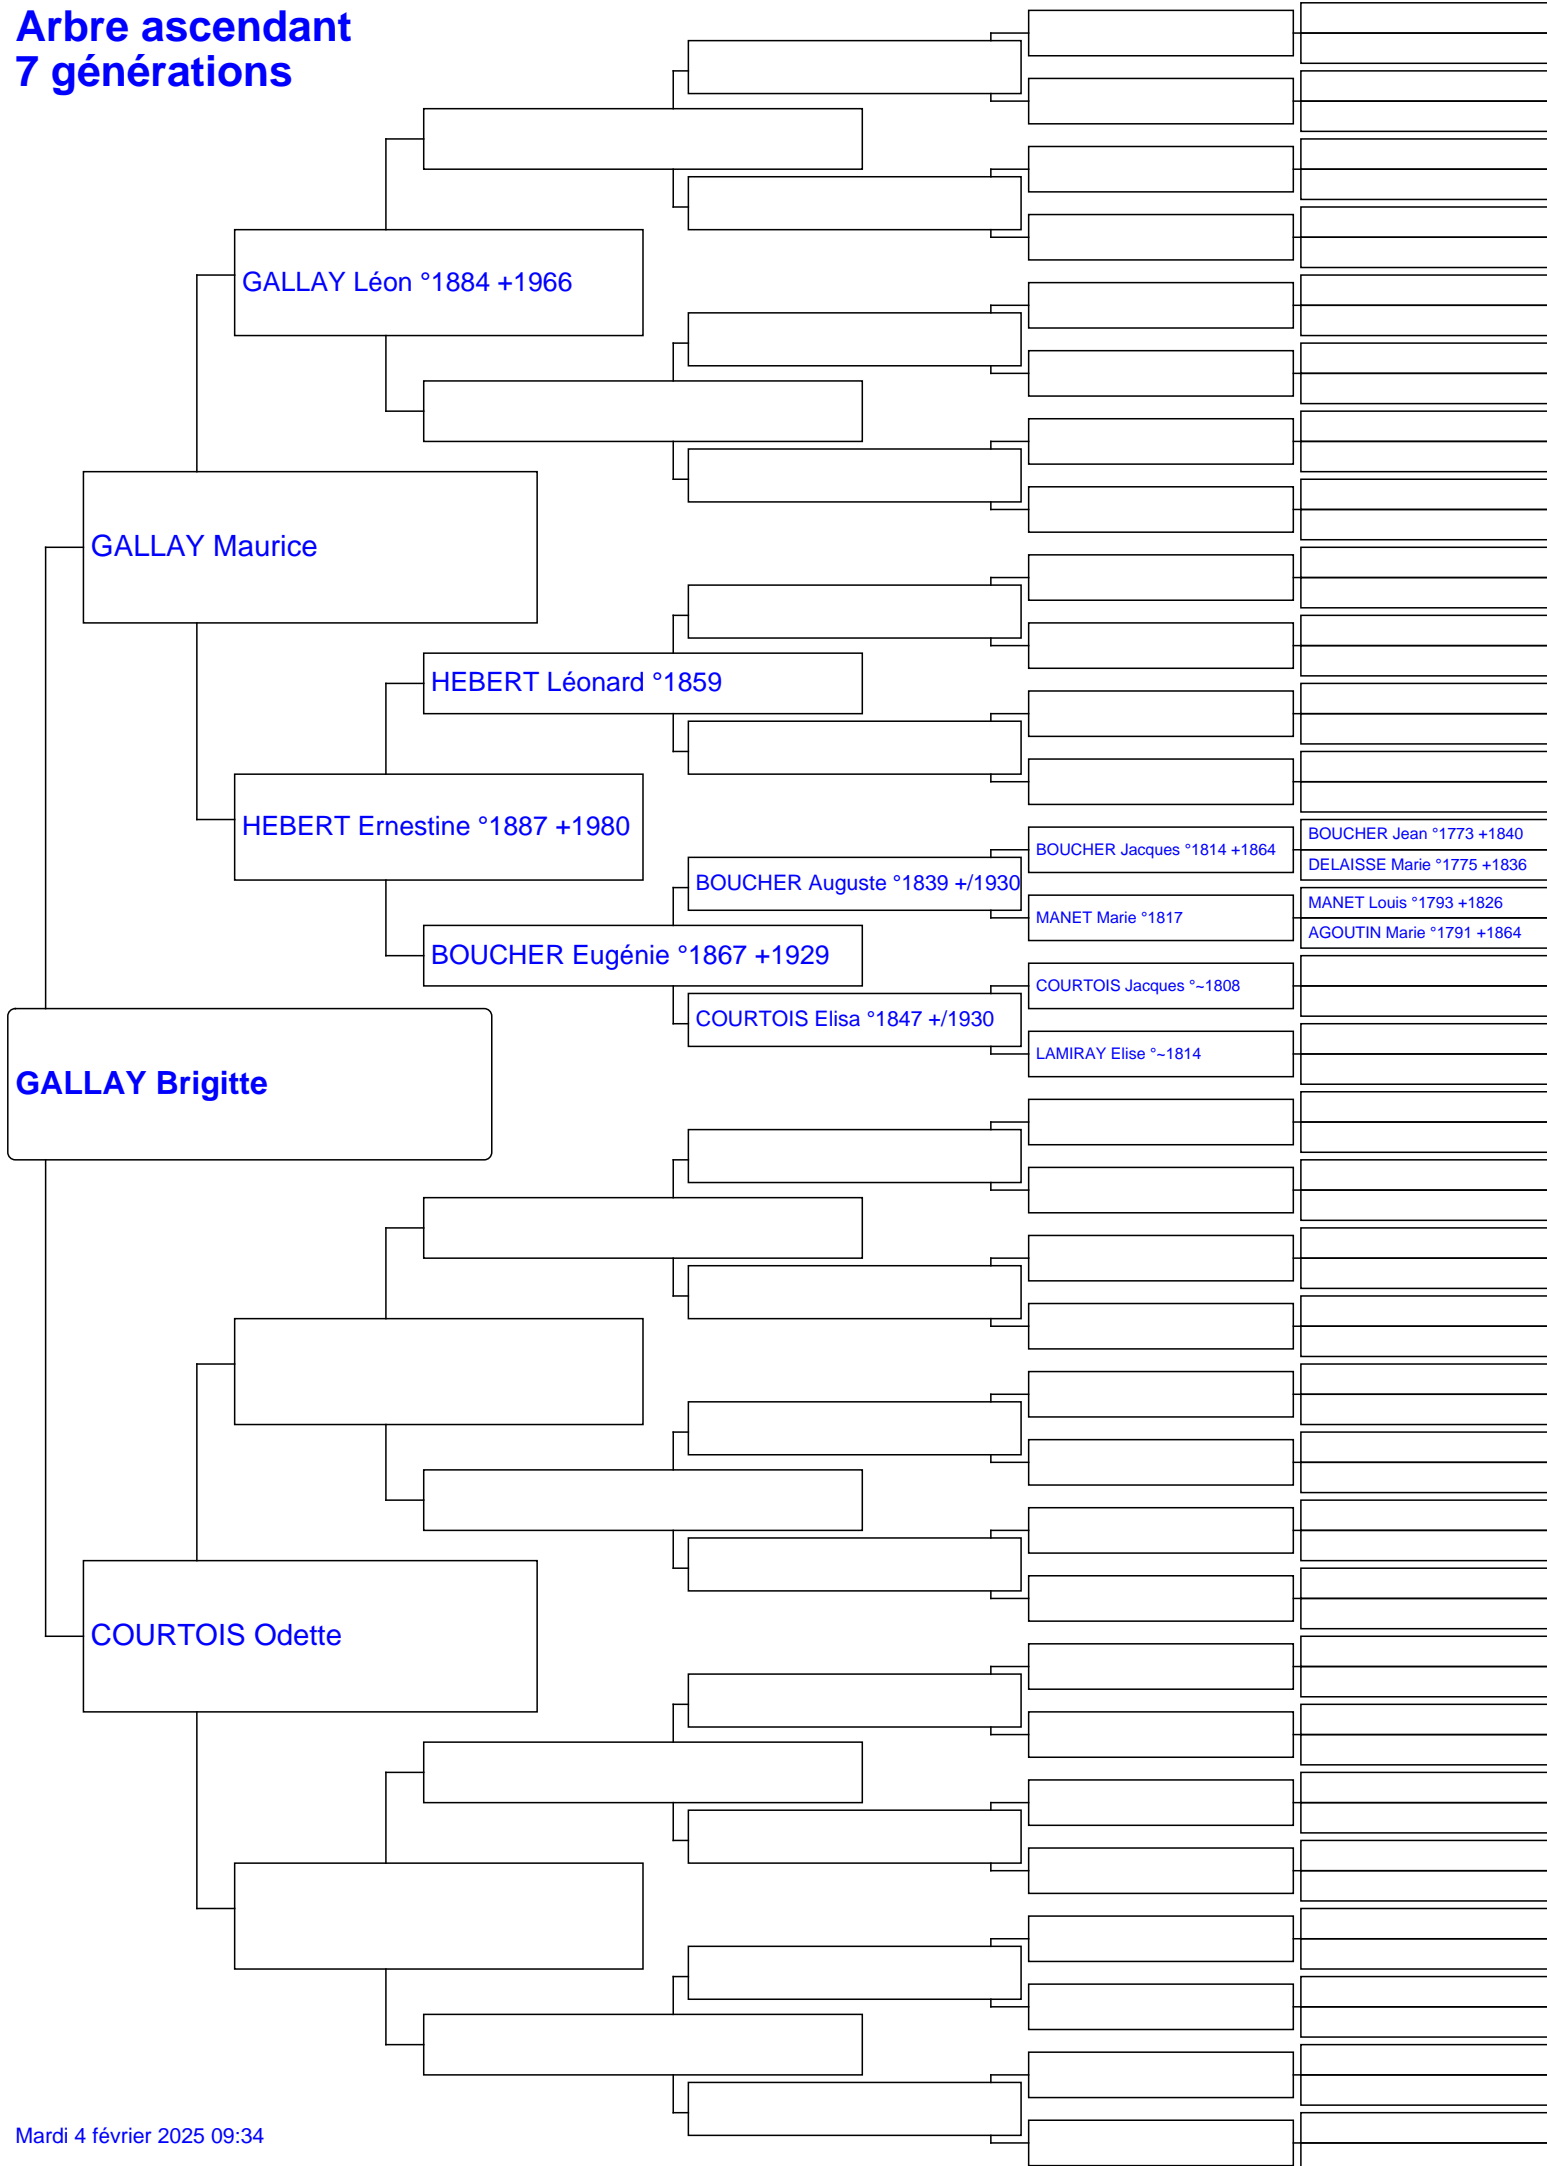 Arbre ascendant
7 générations
GALLAY Léon °1884 +1966
GALLAY Maurice
HEBERT Léonard °1859
HEBERT Ernestine °1887 +1980
BOUCHER Jean °1773 +1840
BOUCHER Jacques °1814 +1864
DELAISSE Marie °1775 +1836
BOUCHER Auguste °1839 +/1930
MANET Louis °1793 +1826
MANET Marie °1817
AGOUTIN Marie °1791 +1864
BOUCHER Eugénie °1867 +1929
COURTOIS Jacques °~1808
COURTOIS Elisa °1847 +/1930
LAMIRAY Elise °~1814
GALLAY Brigitte
COURTOIS Odette
Mardi 4 février 2025 09:34